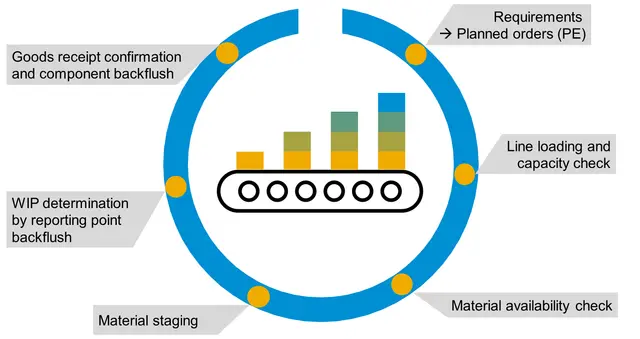 Requirements
→ Planned orders (PE)
Line loading and
capacity check
Material availability check
Material staging
WIP determination
by reporting point
backflush
Goods receipt confirmation
and component backflush